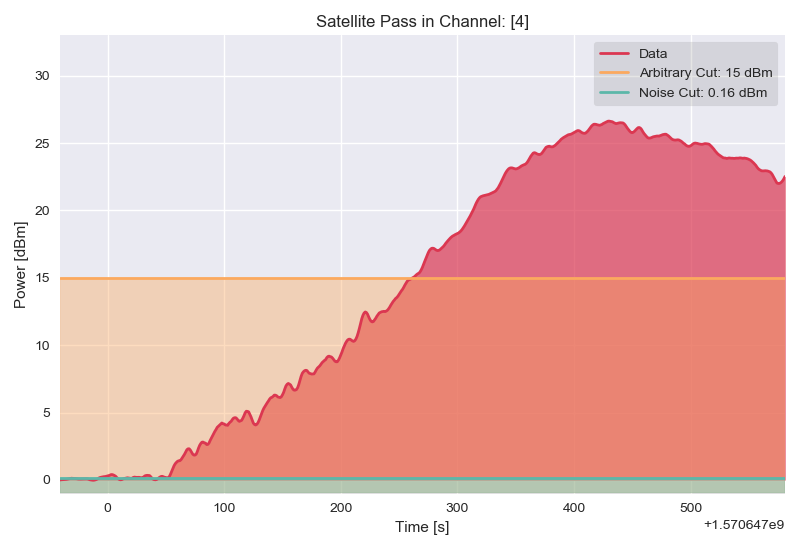 Satellite Pass in Channel: [4]
Data
Arbitrary Cut: 15 dBm
Noise Cut: 0.16 dBm
Power [dBm]
30
25
20
15
10
5
0
0 100 200 300 400 500
Time [s]
+1.570647e9